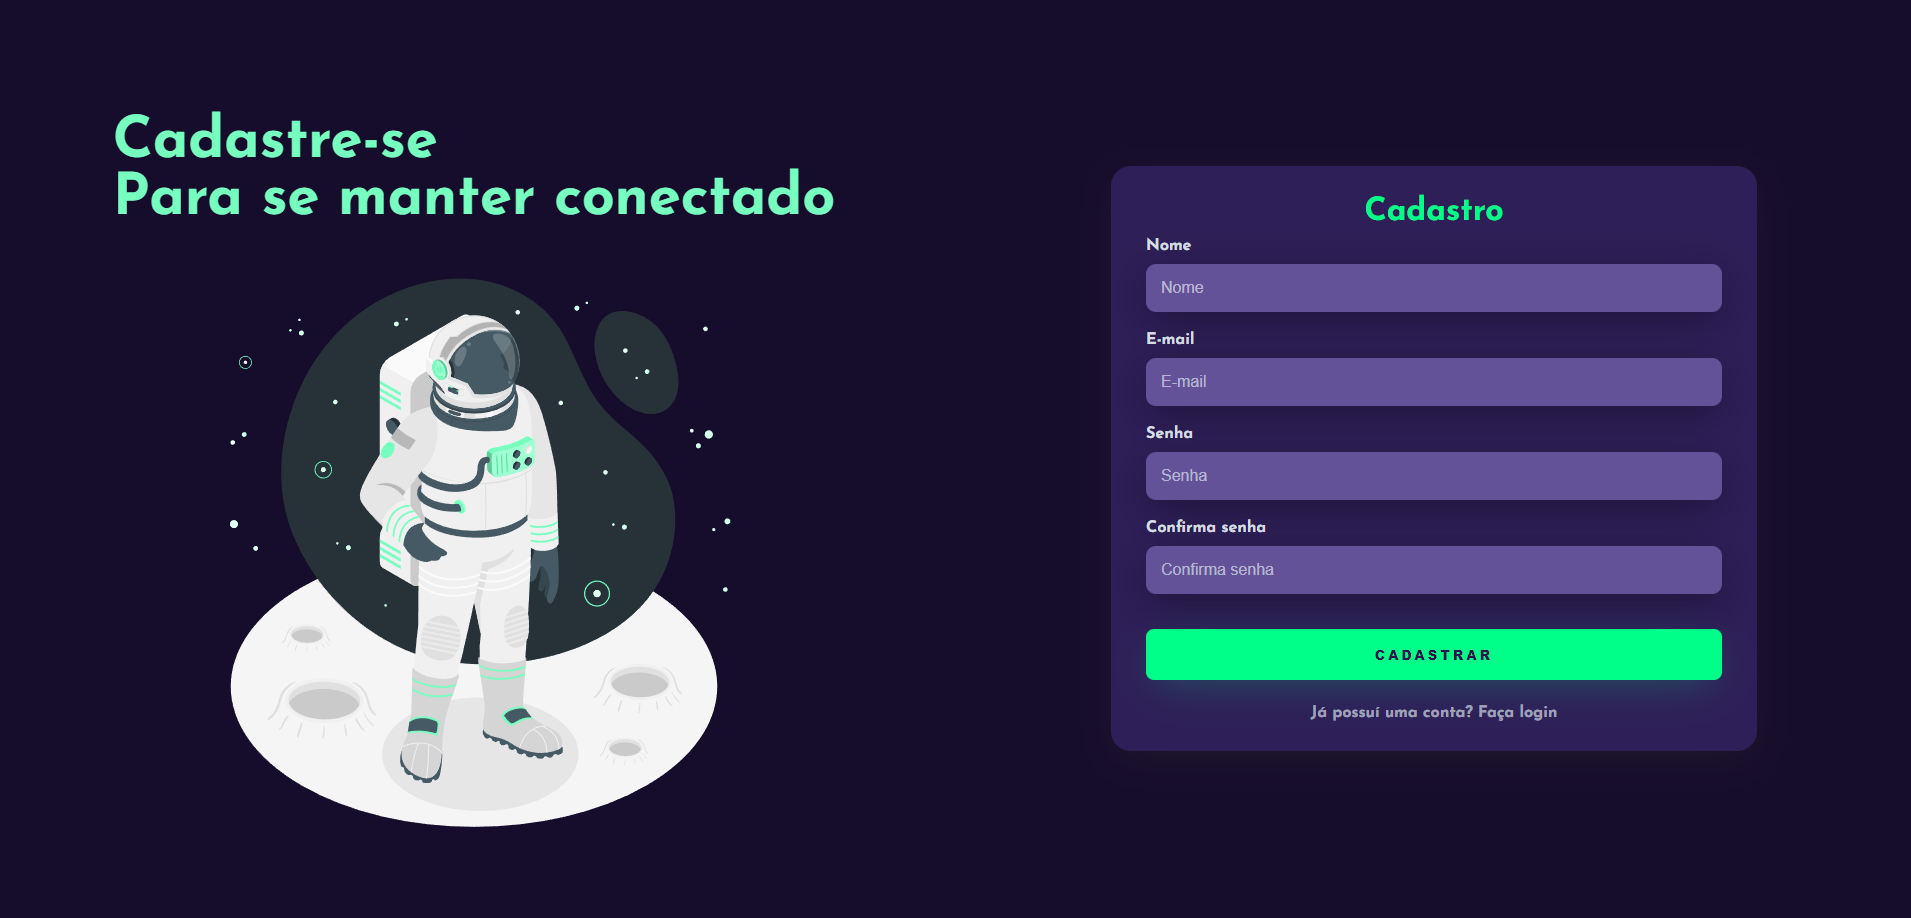 Cadastre-se
Para se manter conectado
Cadastro
Nome
Nome
E-mail
E-mail
Senha
Senha
Confirma senha
Confirma senha
CADASTRAR
Já possuí uma conta? Faça login